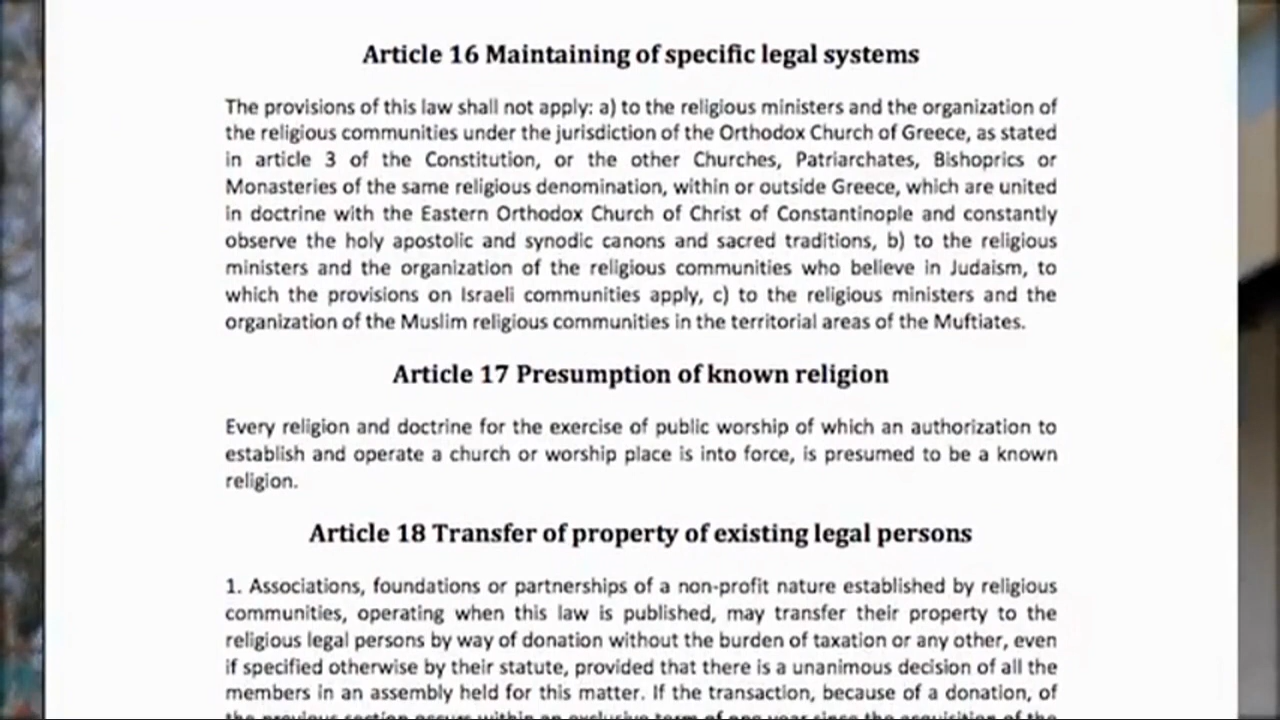 Article 16 Maintaining of specific legal systems
The provisions of this law shall not apply: a) to the religious ministers and the organization of
the religious communities under the jurisdiction of the Orthodox Church of Greece, as stated
in article 3 of the Constitution, or the other Churches, Patriarchates, Bishoprics or
Monasteries of the same religious denomination, within or outside Greece, which are united
in doctrine with the Eastern Orthodox Church of Christ of Constantinople and constantly
observe the holy apostolic and synodic canons and sacred traditions, b) to the religious
ministers and the organization of the religious communities who believe in Judaism, to
which the provisions on Israeli communities apply, c) to the religious ministers and the
organization of the Muslim religious communities in the territorial areas of the Muftiates.
Article 17 Presumption of known religion
Every religion and doctrine for the exercise of public worship of which an authorization to
establish and operate a church or worship place is into force, is presumed to be a known
religion.
Article 18 Transfer of property of existing legal persons
1. Associations, foundations or partnerships of a non-profit nature established by religious
communities, operating when this law is published, may transfer their property to the
religious legal persons by way of donation without the burden of taxation or any other, even
if specified otherwise by their statute, provided that there is a unanimous decision of all the
members in an assembly held for this matter. If the transaction, because of a donation, of